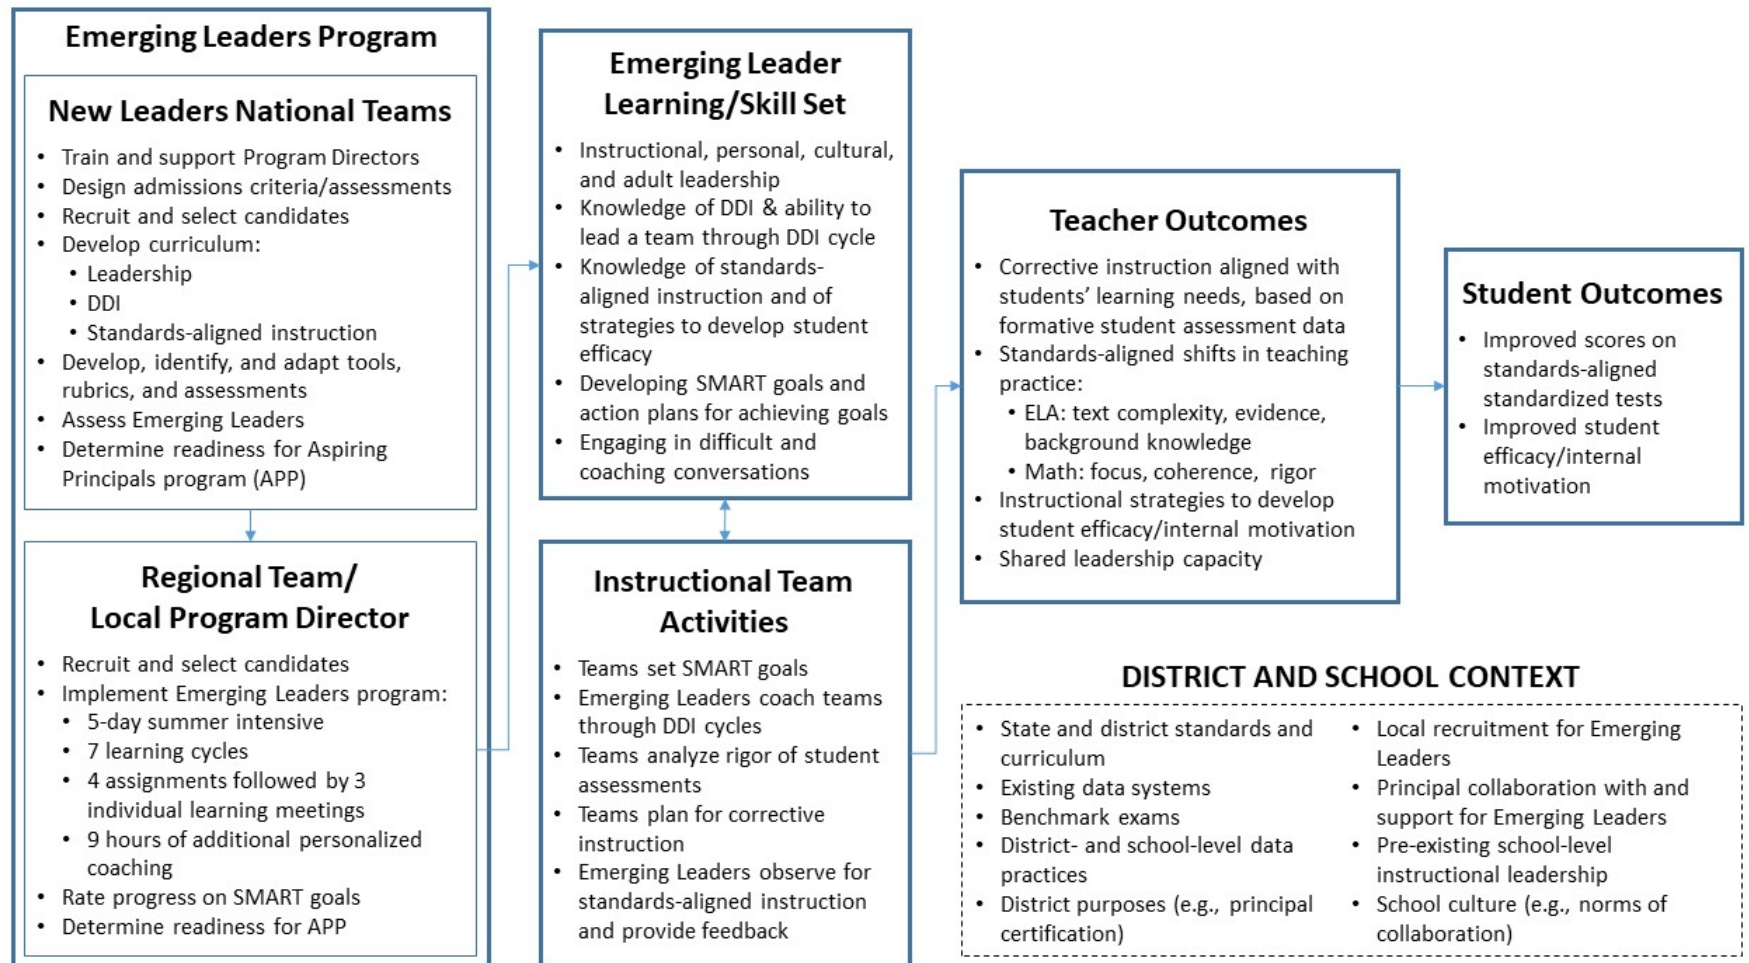 Emerging Leaders Program
New Leaders National Teams
• Train and support Program Directors
• Design admissions criteria/assessments
• Recruit and select candidates
• Develop curriculum:
• Leadership
• DDI
• Standards-aligned instruction
• Develop, identify, and adapt tools,
rubrics, and assessments
• Assess Emerging Leaders
• Determine readiness for Aspiring
Principals program (APP)
Regional Team/
Local Program Director
• Recruit and select candidates
• Implement Emerging Leaders program:
• 5-day summer intensive
• 7 learning cycles
• 4 assignments followed by 3
individual learning meetings
• 9 hours of additional personalized
coaching
• Rate progress on SMART goals
• Determine readiness for APP
Emerging Leader
Learning/Skill Set
• Instructional, personal, cultural,
and adult leadership
• Knowledge of DDI & ability to
lead a team through DDI cycle
• Knowledge of standards-
aligned instruction and of
strategies to develop student
efficacy
• Developing SMART goals and
action plans for achieving goals
• Engaging in difficult and
coaching conversations
Instructional Team
Activities
• Teams set SMART goals
• Emerging Leaders coach teams
through DDI cycles
• Teams analyze rigor of student
assessments
• Teams plan for corrective
instruction
• Emerging Leaders observe for
standards-aligned instruction
and provide feedback
Teacher Outcomes
• Corrective instruction aligned with
students’ learning needs, based on
formative student assessment data
• Standards-aligned shifts in teaching
practice:
• ELA: text complexity, evidence,
background knowledge
• Math: focus, coherence, rigor
• Instructional strategies to develop
student efficacy/internal motivation
• Shared leadership capacity
Student Outcomes
• Improved scores on
standards-aligned
standardized tests
• Improved student
efficacy/internal
motivation
DISTRICT AND SCHOOL CONTEXT
• State and district standards and
curriculum
• Existing data systems
• Benchmark exams
• District- and school-level data
practices
• District purposes (e.g., principal
certification)
• Local recruitment for Emerging
Leaders
• Principal collaboration with and
support for Emerging Leaders
• Pre-existing school-level
instructional leadership
• School culture (e.g., norms of
collaboration)